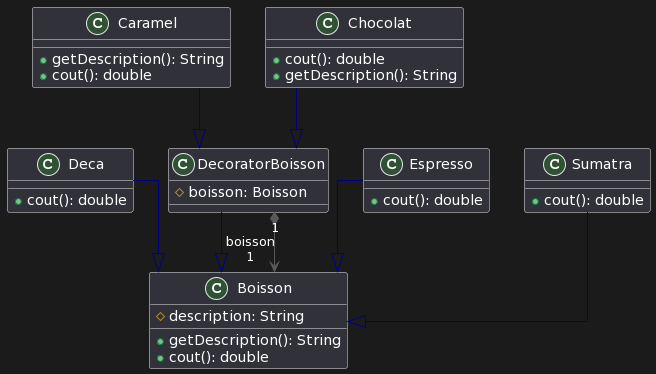 C Caramel
getDescription(): String
cout(): double
C Chocolat
cout(): double
getDescription(): String
C Deca
cout(): double
C DecoratorBoisson
boisson: Boisson
C Espresso
cout(): double
C Sumatra
cout(): double
1
boisson
1
C Boisson
description: String
getDescription(): String
cout(): double